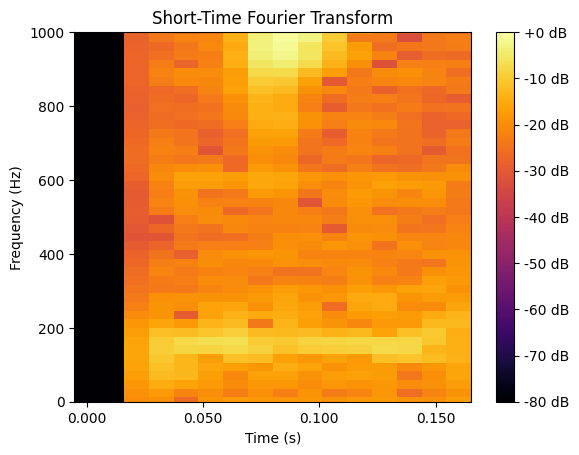 Short-Time Fourier Transform
Frequency (Hz)
1000
800
600
400
200
0
0.000
0.050
0.100
0.150
Time (s)
+0 dB
-10 dB
-20 dB
-30 dB
-40 dB
-50 dB
-60 dB
-70 dB
-80 dB